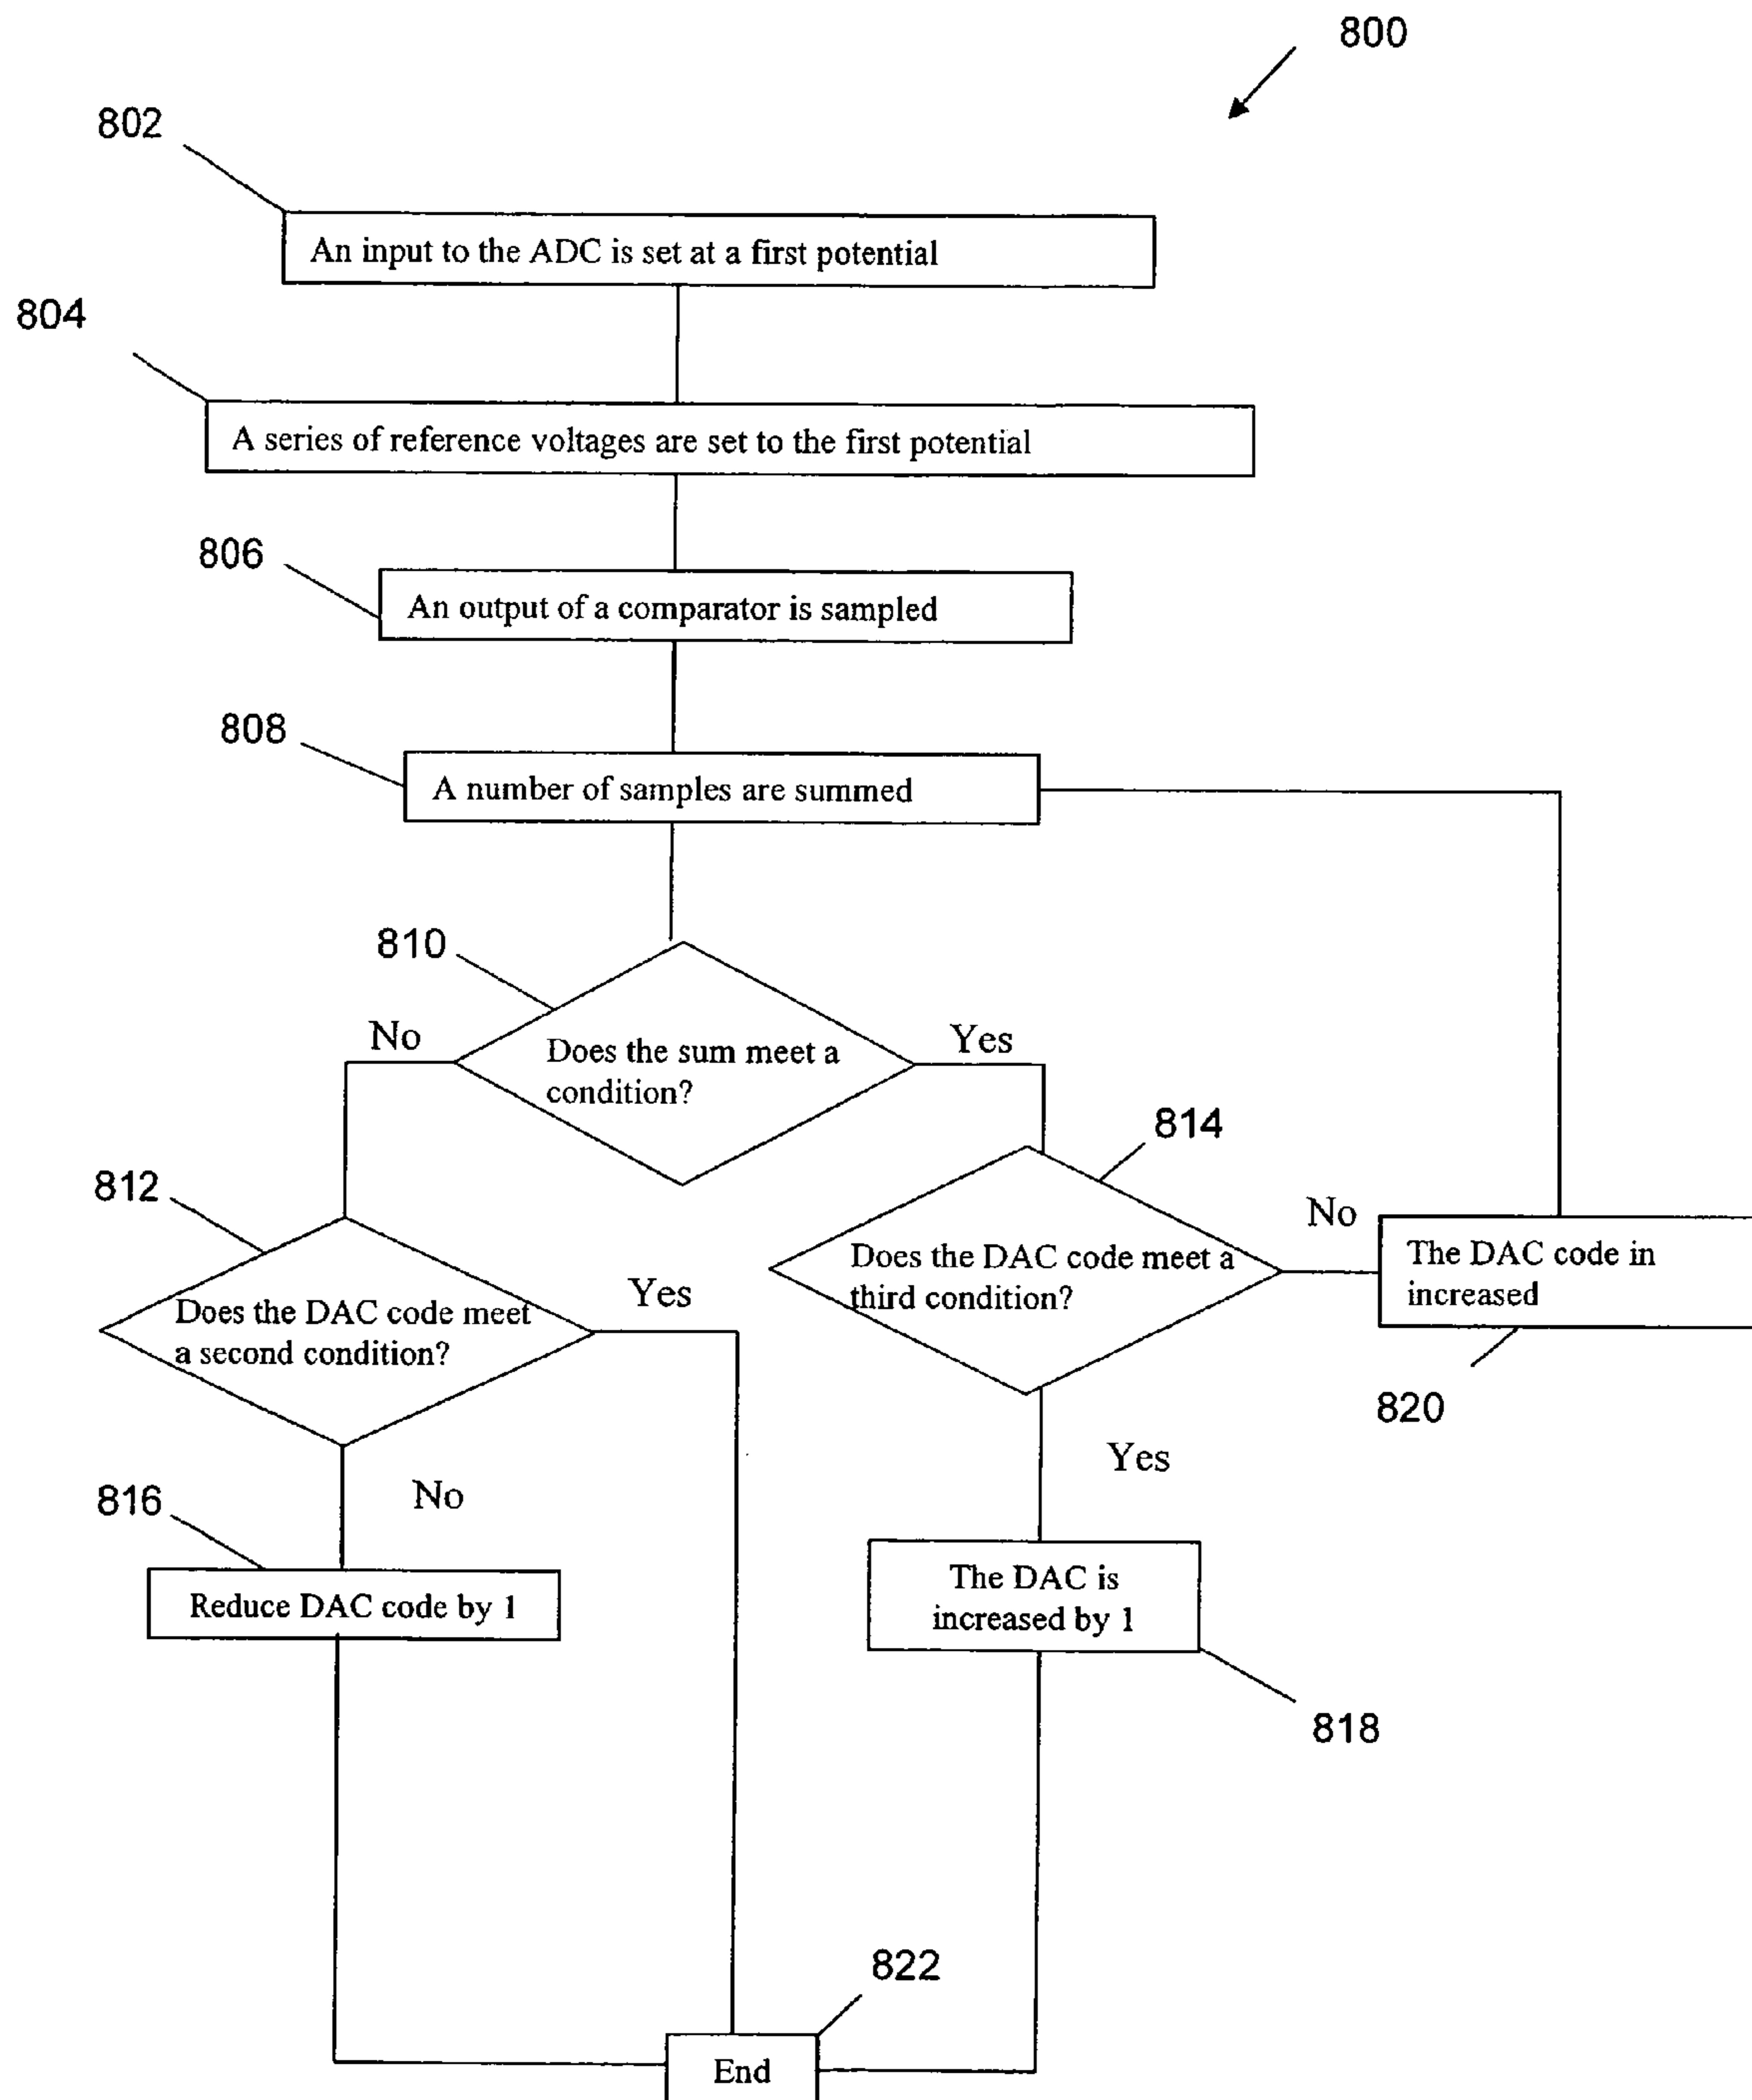 800
802
An input to the ADC is set at a first potential
804
A series of reference voltages are set to the first potential
806
An output of a comparator is sampled
808
A number of samples are summed
810
No
Yes
Does the sum meet a
condition?
814
812
No
The DAC code in
increased
Does the DAC code meet a
third condition?
Yes
Does the DAC code meet
a second condition?
820
Yes
No
816
The DAC is
increased by 1
Reduce DAC code by 1
818
822
End